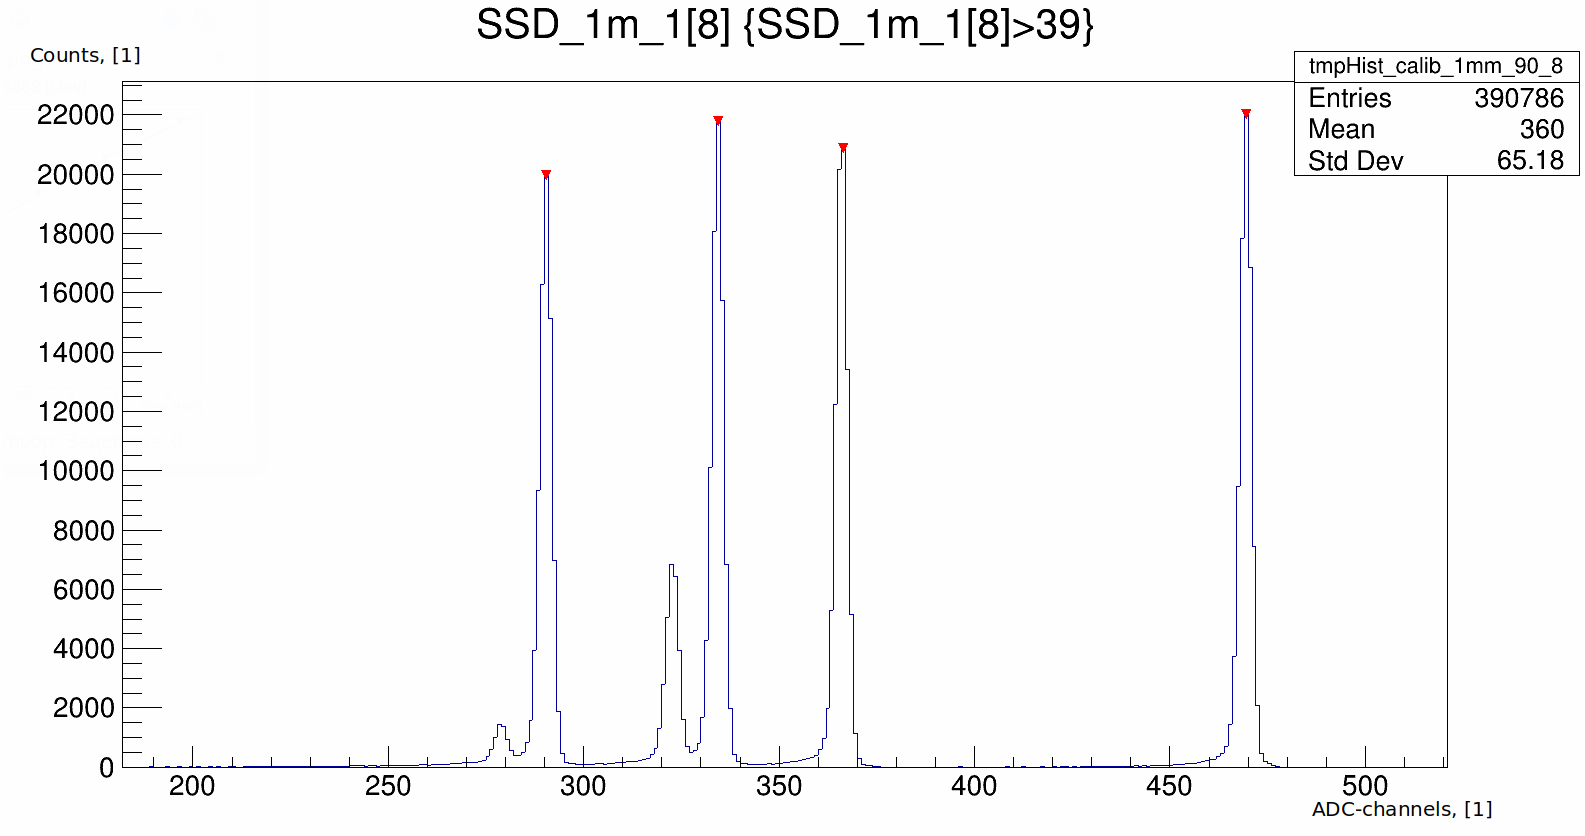 SSD_1m_1[8] {SSD_1m_1[8]>39}
Counts, [1]
tmpHist_calib_1mm_90_8
Entries 390786
Mean 360
Std Dev 65.18
22000
20000
18000
16000
14000
12000
10000
8000
6000
4000
2000
0
200 250 300 350 400 450 500
ADC-channels, [1]